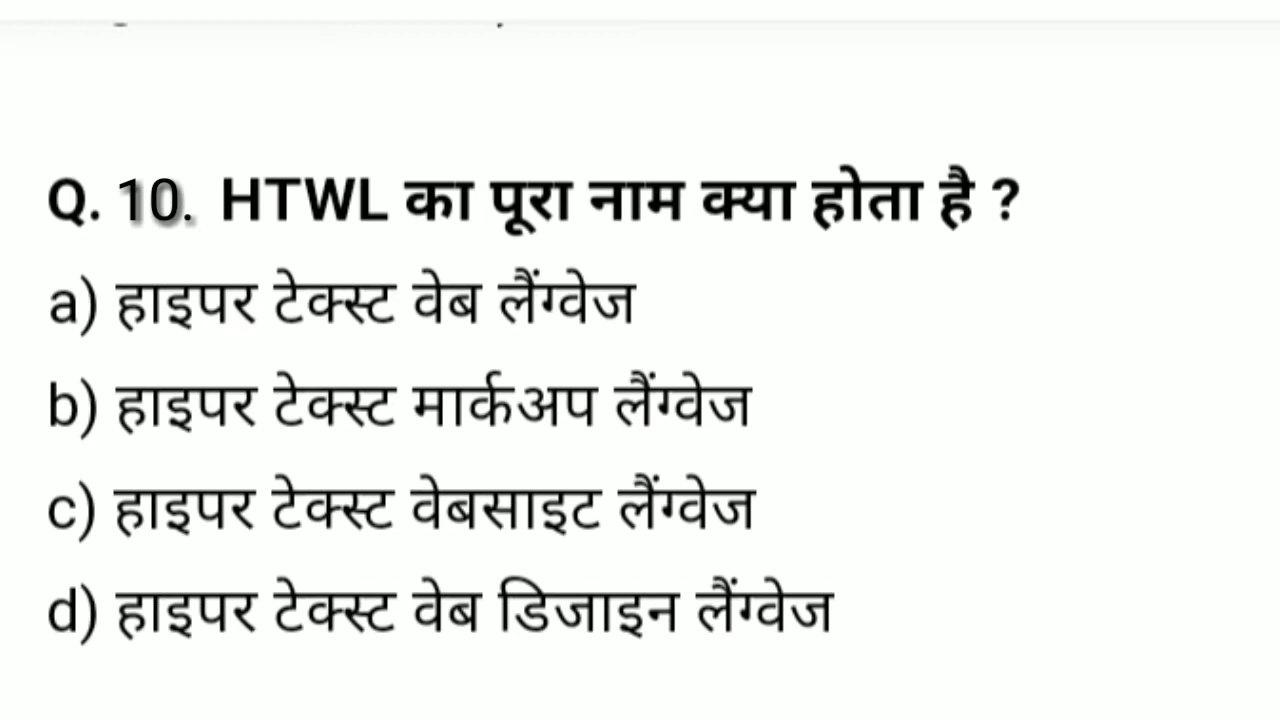 Q. 10. HTWL का पूरा नाम क्या होता है ?
a) हाइपर टेक्स्ट वेब लैंग्वेज
b) हाइपर टेक्स्ट मार्कअप लैंग्वेज
c) हाइपर टेक्स्ट वेबसाइट लैंग्वेज
d) हाइपर टेक्स्ट वेब डिजाइन लैंग्वेज